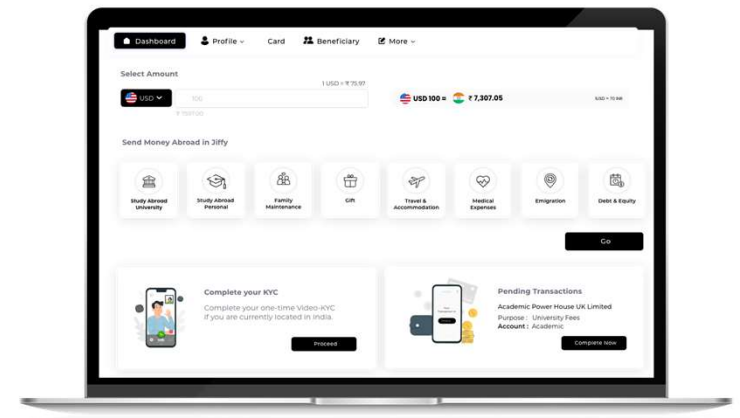 Dashboard Profile Card Beneficiary More
Select Amount
1 USD = ₹ 75.97
USD 100 USD 100 = ₹ 7,307.05
Send Money Abroad in Jiffy
Study Abroad University
Study Abroad Personal
Family Maintenance
Gift
Travel & Accommodation
Medical Expenses
Emigration
Debt & Equity
Go
Complete your KYC
Complete your one-time Video-KYC
if you are currently located in India.
Proceed
Pending Transactions
Academic Power House UK Limited
Purpose : University Fees
Account : Academic
Complete Now